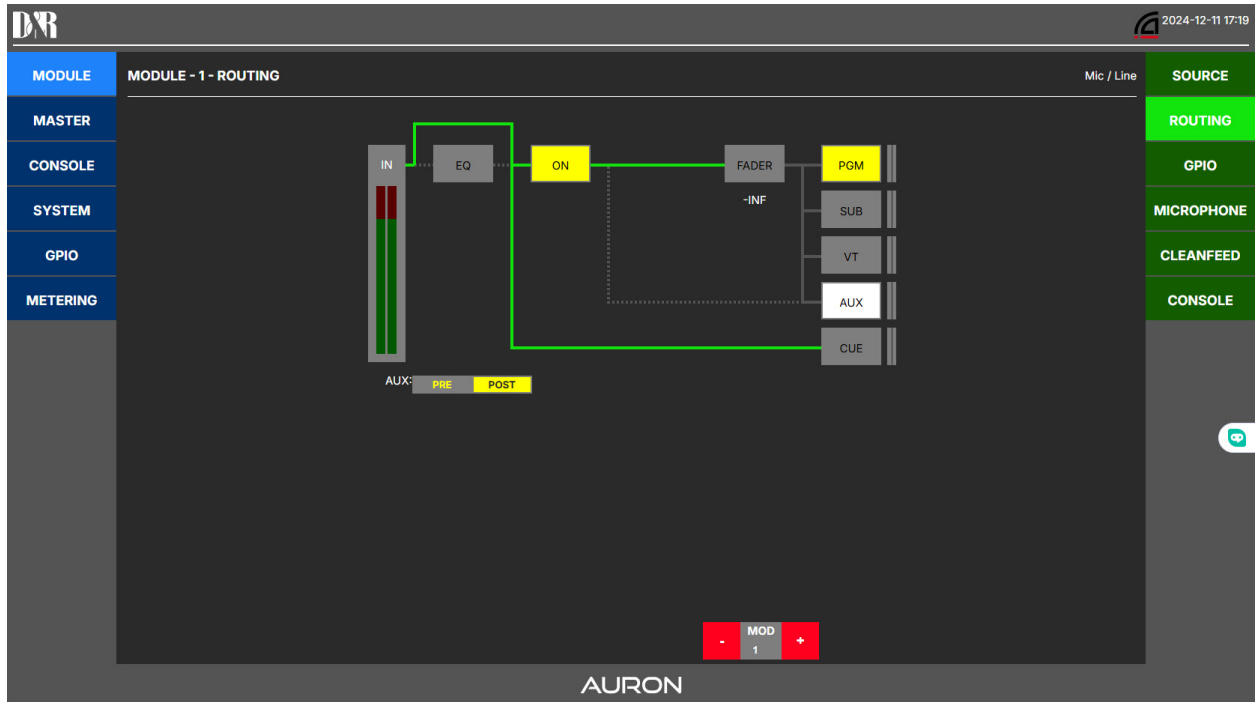 D&R
2024-12-11 17:19
MODULE
MASTER
CONSOLE
SYSTEM
GPIO
METERING
MODULE - 1 - ROUTING
Mic / Line
IN
EQ
ON
FADER
-INF
PGM
SUB
VT
AUX
CUE
AUX:
PRE
POST
- MOD +
1
SOURCE
ROUTING
GPIO
MICROPHONE
CLEANFEED
CONSOLE
AURON